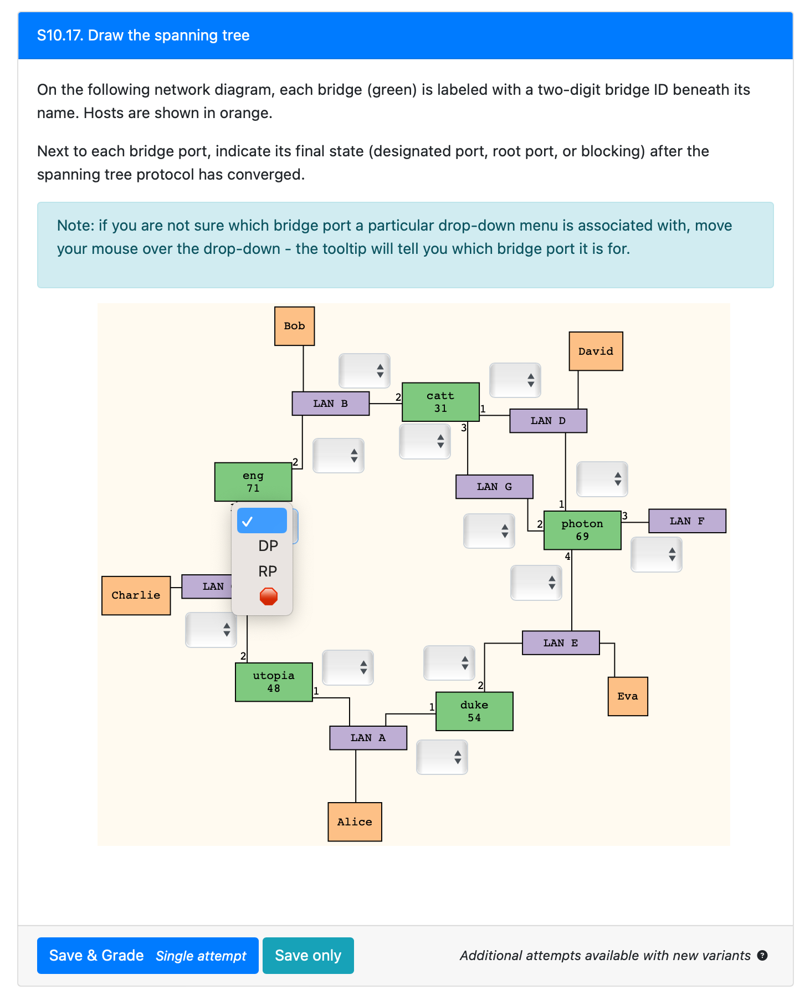 S10.17. Draw the spanning tree
On the following network diagram, each bridge (green) is labeled with a two-digit bridge ID beneath its
name. Hosts are shown in orange.
Next to each bridge port, indicate its final state (designated port, root port, or blocking) after the
spanning tree protocol has converged.
Note: if you are not sure which bridge port a particular drop-down menu is associated with, move
your mouse over the drop-down - the tooltip will tell you which bridge port it is for.
Bob
David
LAN B
2
catt
31
1
LAN D
3
2
eng
71
LAN G
1
2
photon
69
3
LAN F
4
DP
RP
Charlie
LAN
LAN E
2
utopia
48
1
2
1
duke
54
Eva
LAN A
Alice
Save & Grade Single attempt
Save only
Additional attempts available with new variants ?